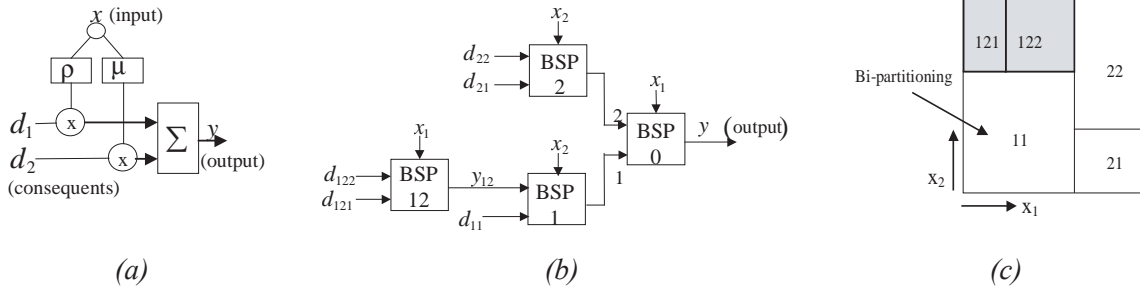 x (input)
ρ μ
d1 x
Σ y
(output)
d2 x
(consequents)
(a)
x2
d22 BSP
d21 2
x1
2
BSP y (output)
0
x1 x2
1
d122 BSP y12 BSP
d121 12
d11 1
(b)
121 122
22
Bi-partitioning
11
21
x2
x1
(c)